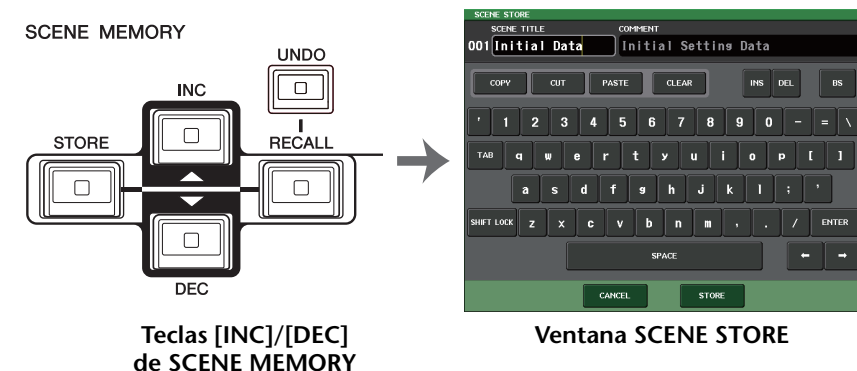 SCENE MEMORY
UNDO
INC
STORE
RECALL
DEC
Teclas [INC]/[DEC]
de SCENE MEMORY
SCENE STORE
SCENE TITLE COMMENT
001 Initial Data Initial Setting Data
COPY CUT PASTE CLEAR INS DEL BS
' 1 2 3 4 5 6 7 8 9 0 - = \
TAB q w e r t y u i o p [ ]
a s d f g h j k l ; '
SHIFT LOCK z x c v b n m , . / ENTER
SPACE ← →
CANCEL STORE
Ventana SCENE STORE